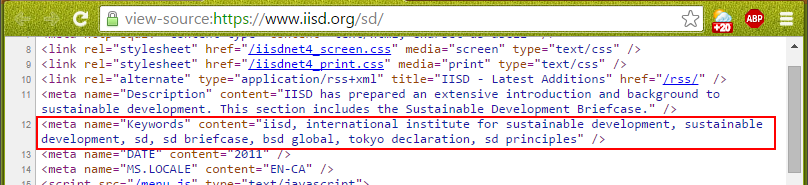 view-source:https://www.iisd.org/sd/
+20
ABP
8 <link rel="stylesheet" href="/iisdnet4_screen.css" media="screen" type="text/css" />
9 <link rel="stylesheet" href="/iisdnet4_print.css" media="print" type="text/css" />
10 <link rel="alternate" type="application/rss+xml" title="IISD - Latest Additions" href="/rss/" />
11 <meta name="Description" content="IISD has prepared an extensive introduction and background to
sustainable development. This section includes the Sustainable Development Briefcase." />
12 <meta name="Keywords" content="iisd, international institute for sustainable development, sustainable
development, sd, sd briefcase, bsd global, tokyo declaration, sd principles" />
13 <meta name="DATE" content="2011" />
14 <meta name="MS.LOCALE" content="EN-CA" />
15 <script src="/menu.js" type="text/javascript">